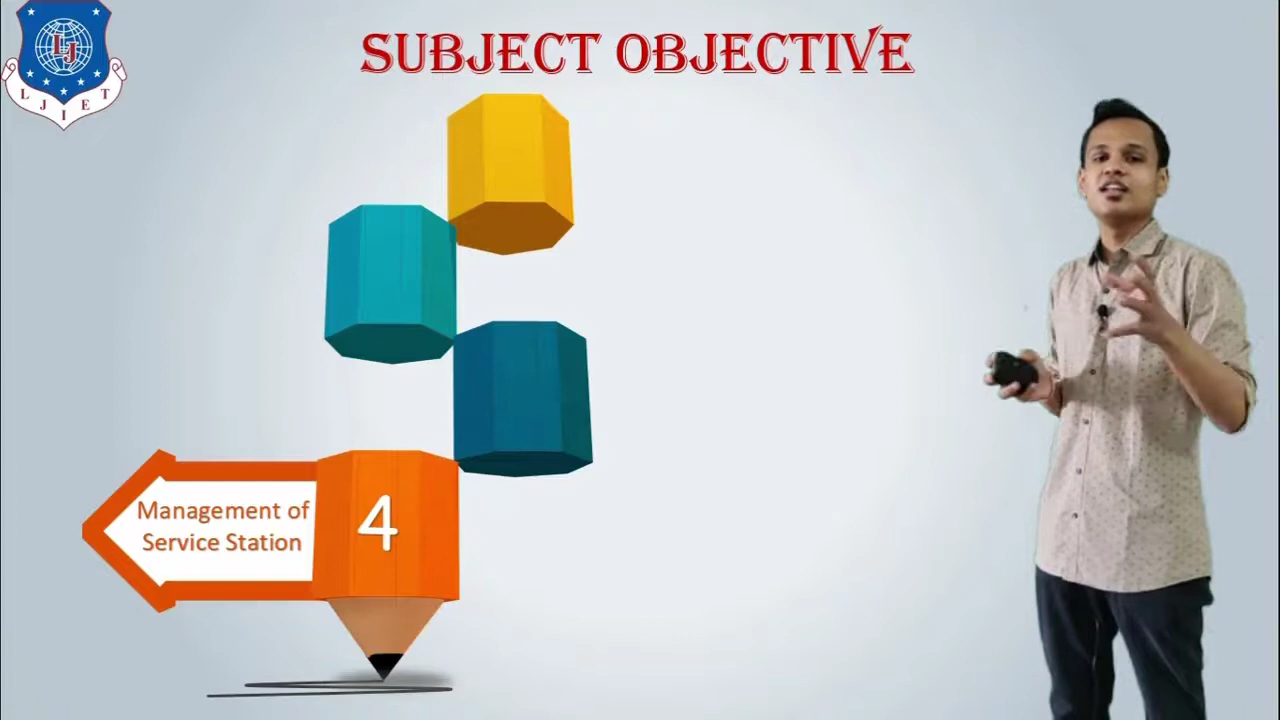 LJ
L J I E T
SUBJECT OBJECTIVE
Management of
Service Station
4